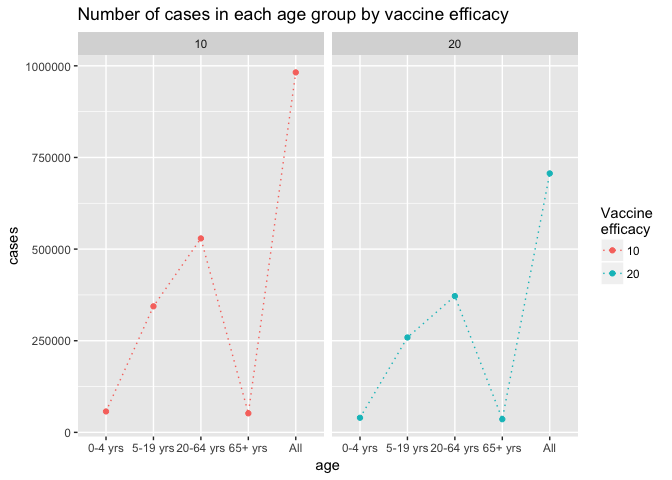 Number of cases in each age group by vaccine efficacy
10
20
1000000
750000
500000
250000
0
cases
0-4 yrs 5-19 yrs 20-64 yrs 65+ yrs All
0-4 yrs 5-19 yrs 20-64 yrs 65+ yrs All
age
Vaccine
efficacy
10
20